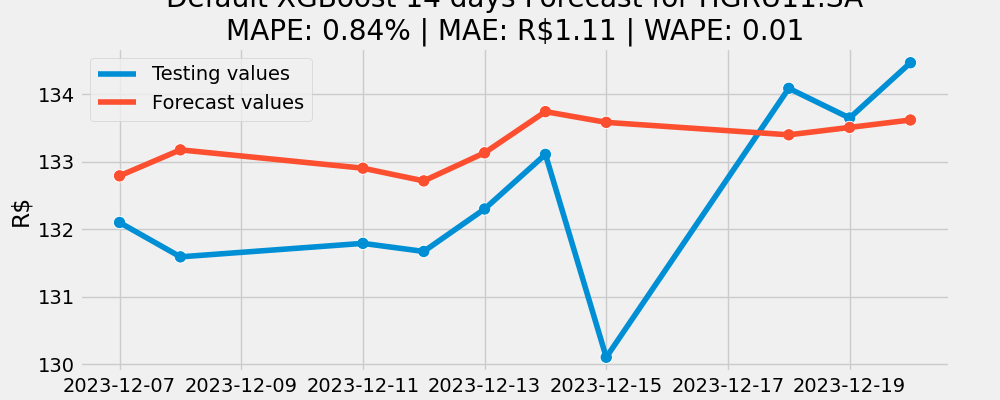 Default XGBoost 14 days Forecast for HGRU11.SA
MAPE: 0.84% | MAE: R$1.11 | WAPE: 0.01
Testing values
Forecast values
134
133
132
131
130
R$
2023-12-07 2023-12-09 2023-12-11 2023-12-13 2023-12-15 2023-12-17 2023-12-19